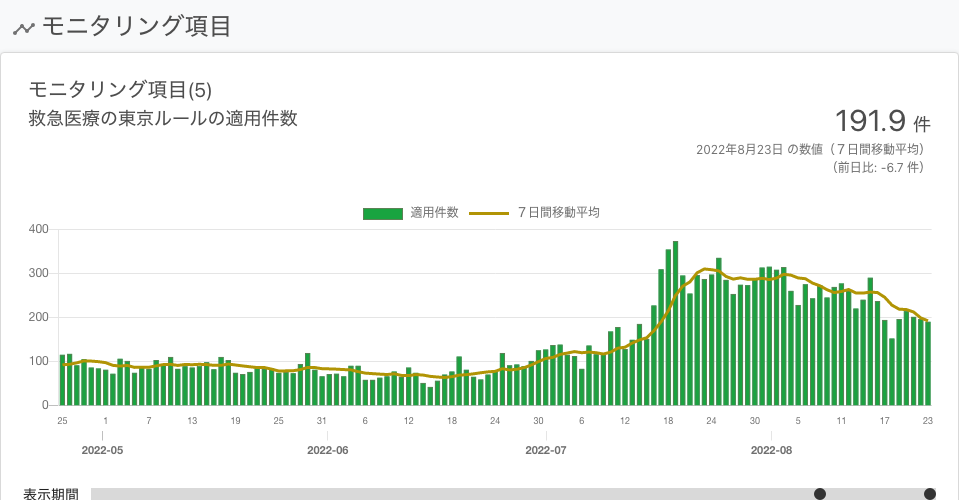 モニタリング項目
モニタリング項目(5)
救急医療の東京ルールの適用件数
191.9 件
2022年8月23日 の数値（７日間移動平均）
（前日比: -6.7 件）
適用件数 ７日間移動平均
400
300
200
100
0
25 1 7 13 19 25 31 6 12 18 24 30 6 12 18 24 30 5 11 17 23
2022-05 2022-06 2022-07 2022-08
表示期間